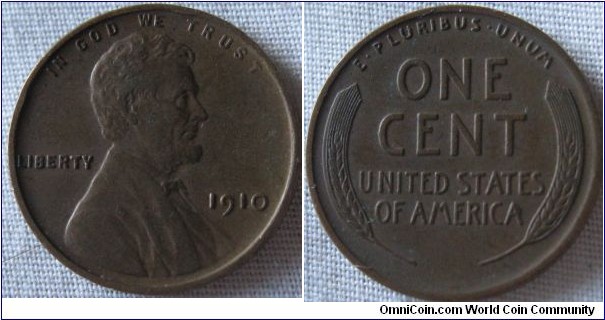 IN GOD WE TRUST
LIBERTY
1910
E·PLURIBUS·UNUM
ONE
CENT
UNITED STATES
OF AMERICA
OmniCoin.com World Coin Community